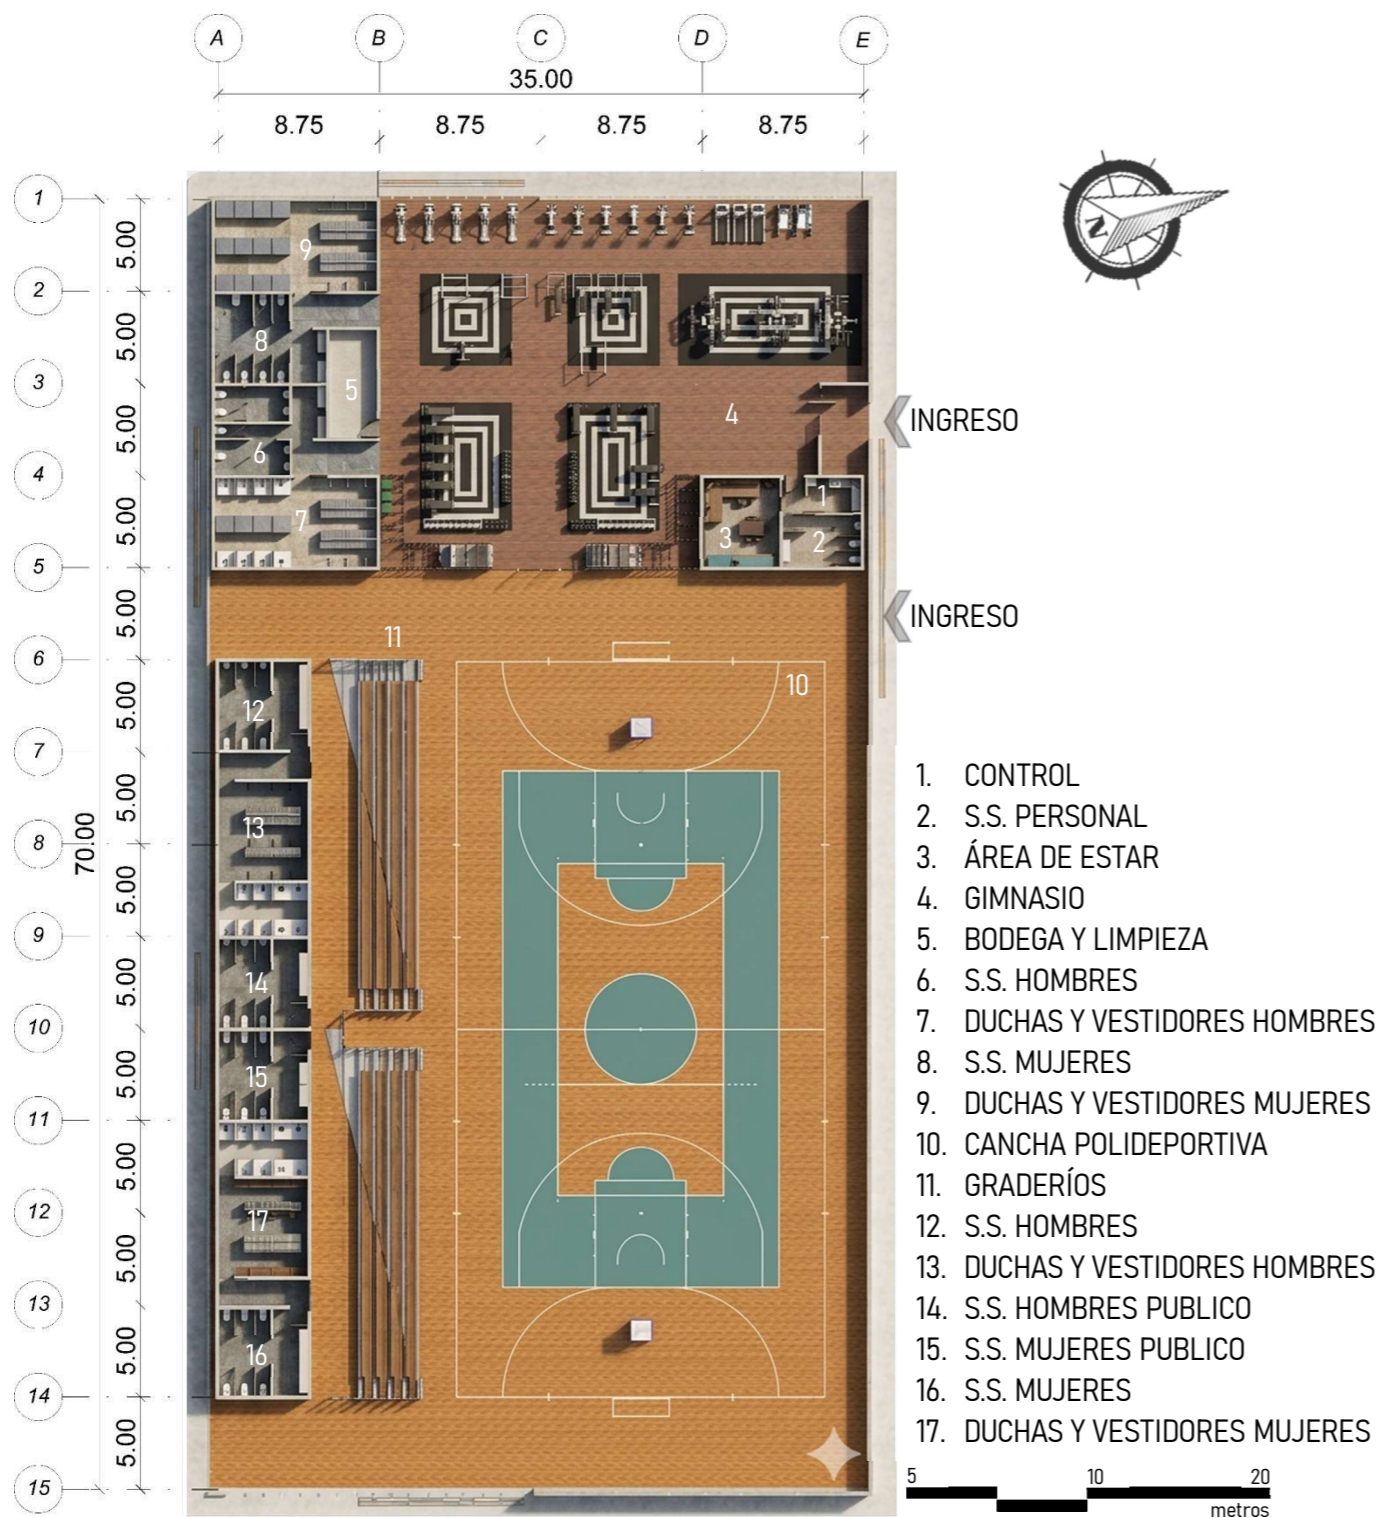 A B C D E
35.00
8.75 8.75 8.75 8.75
1
5.00
2
5.00
3
5.00
4
5.00
5
5.00
6
5.00
7
5.00
8
5.00
9
5.00
10
5.00
11
5.00
12
5.00
13
5.00
14
5.00
15
70.00
N
9
8
5
4
6
7
1
3
2
11
10
12
13
14
15
17
16
INGRESO
INGRESO
1. CONTROL
2. S.S. PERSONAL
3. ÁREA DE ESTAR
4. GIMNASIO
5. BODEGA Y LIMPIEZA
6. S.S. HOMBRES
7. DUCHAS Y VESTIDORES HOMBRES
8. S.S. MUJERES
9. DUCHAS Y VESTIDORES MUJERES
10. CANCHA POLIDEPORTIVA
11. GRADERÍOS
12. S.S. HOMBRES
13. DUCHAS Y VESTIDORES HOMBRES
14. S.S. HOMBRES PUBLICO
15. S.S. MUJERES PUBLICO
16. S.S. MUJERES
17. DUCHAS Y VESTIDORES MUJERES
5 10 20
metros